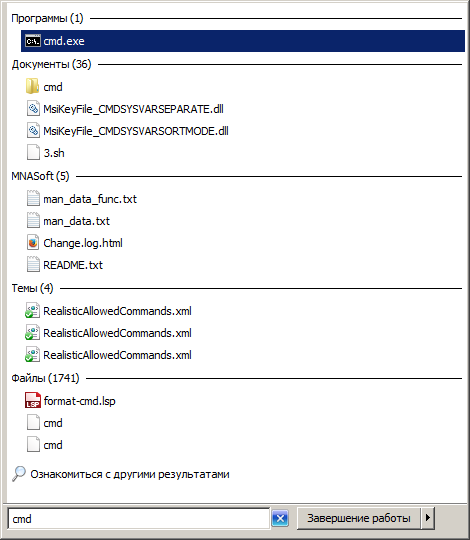 Программы (1)
C:\.
cmd.exe
Документы (36)
cmd
MsiKeyFile_CMDSYSVARSEPARATE.dll
MsiKeyFile_CMDSYSVARSORTMODE.dll
3.sh
MNASoft (5)
man_data_func.txt
man_data.txt
Change.log.html
README.txt
Темы (4)
RealisticAllowedCommands.xml
RealisticAllowedCommands.xml
RealisticAllowedCommands.xml
Файлы (1741)
LSP
format-cmd.lsp
cmd
cmd
Ознакомиться с другими результатами
cmd
Завершение работы